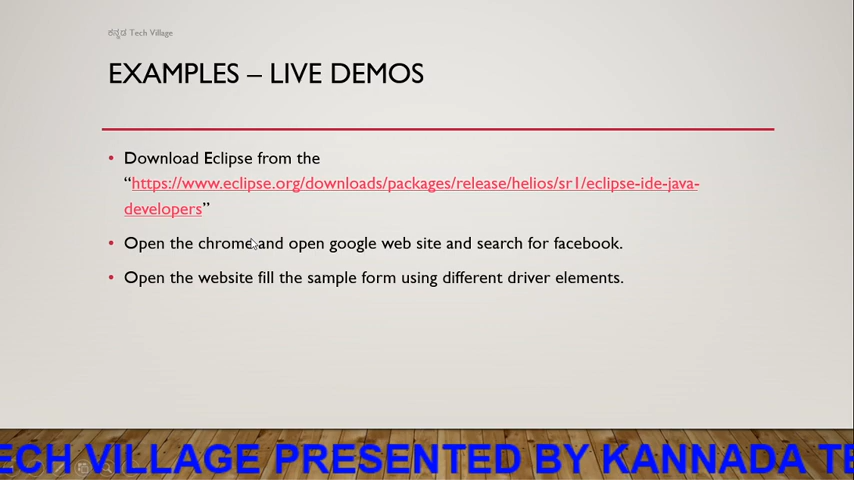 ಕನ್ನಡ Tech Village
EXAMPLES – LIVE DEMOS
• Download Eclipse from the
“https://www.eclipse.org/downloads/packages/release/helios/sr1/eclipse-ide-java-
developers”
• Open the chrome and open google web site and search for facebook.
• Open the website fill the sample form using different driver elements.
ECH VILLAGE PRESENTED BY KANNADA TE